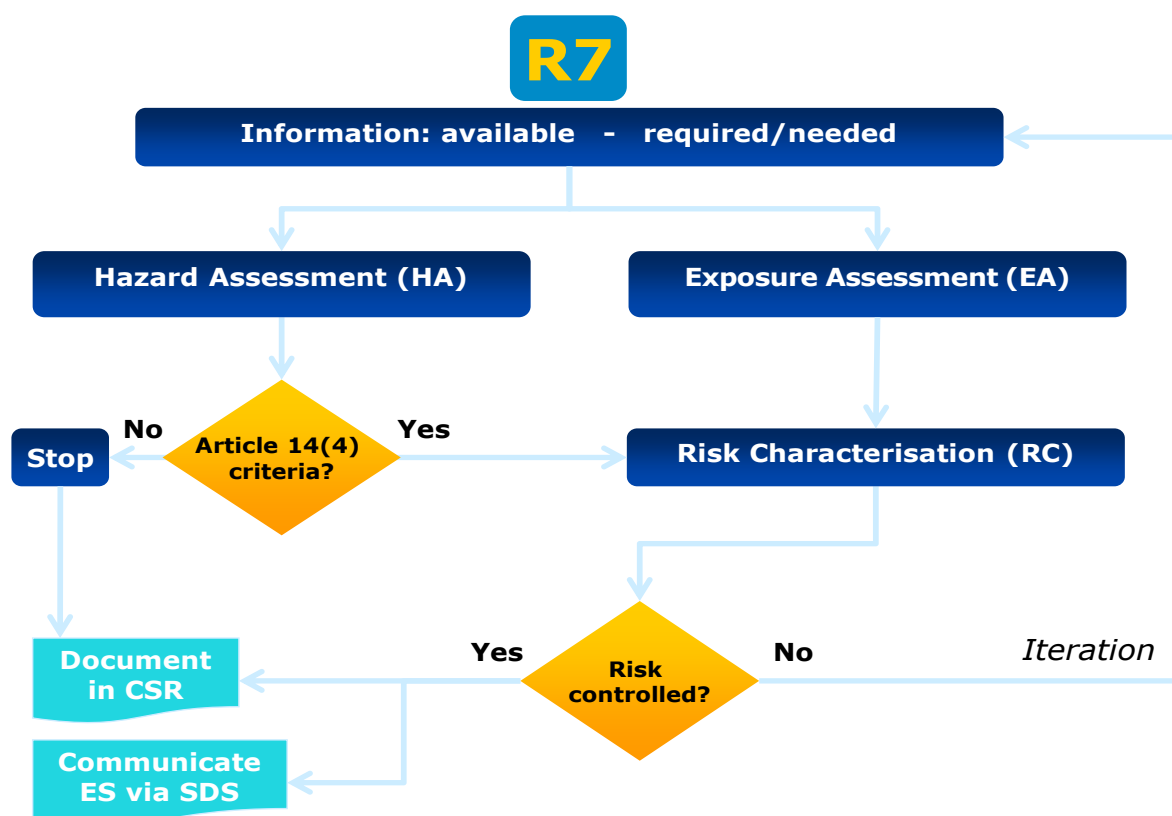 R7
Information: available - required/needed
Hazard Assessment (HA)
Exposure Assessment (EA)
No
Article 14(4)
criteria?
Yes
Stop
Risk Characterisation (RC)
Document
in CSR
Yes
Risk
controlled?
No
Iteration
Communicate
ES via SDS